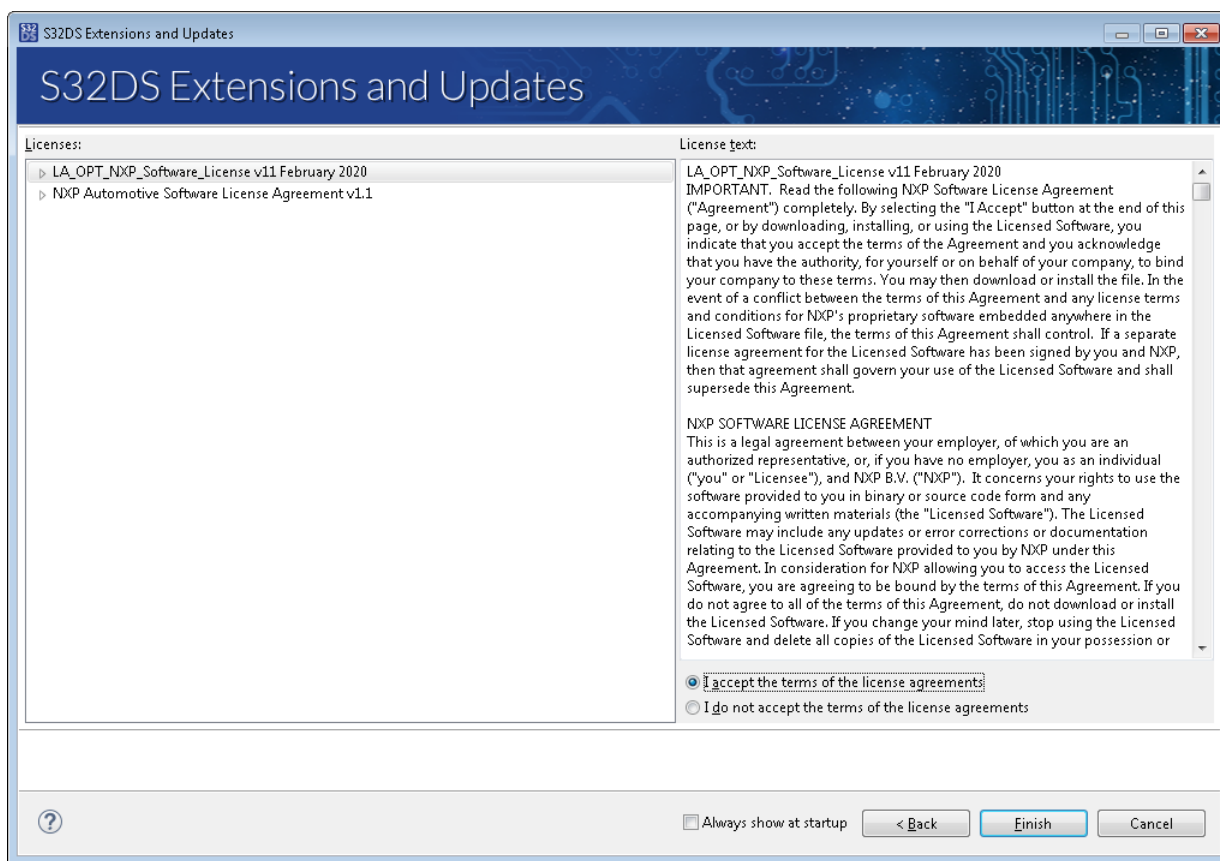 S32DS Extensions and Updates
S32DS Extensions and Updates
Licenses:
LA_OPT_NXP_Software_License v11 February 2020
NXP Automotive Software License Agreement v1.1
License text:
LA_OPT_NXP_Software_License v11 February 2020
IMPORTANT.  Read the following NXP Software License Agreement
("Agreement") completely. By selecting the "I Accept" button at the end of this
page, or by downloading, installing, or using the Licensed Software, you
indicate that you accept the terms of the Agreement and you acknowledge
that you have the authority, for yourself or on behalf of your company, to bind
your company to these terms. You may then download or install the file. In the
event of a conflict between the terms of this Agreement and any license terms
and conditions for NXP's proprietary software embedded anywhere in the
Licensed Software file, the terms of this Agreement shall control.  If a separate
license agreement for the Licensed Software has been signed by you and NXP,
then that agreement shall govern your use of the Licensed Software and shall
supersede this Agreement.
NXP SOFTWARE LICENSE AGREEMENT
This is a legal agreement between your employer, of which you are an
authorized representative, or, if you have no employer, you as an individual
("you" or "Licensee"), and NXP B.V. ("NXP").  It concerns your rights to use the
software provided to you in binary or source code form and any
accompanying written materials (the "Licensed Software"). The Licensed
Software may include any updates or error corrections or documentation
relating to the Licensed Software provided to you by NXP under this
Agreement. In consideration for NXP allowing you to access the Licensed
Software, you are agreeing to be bound by the terms of this Agreement. If you
do not agree to all of the terms of this Agreement, do not download or install
the Licensed Software. If you change your mind later, stop using the Licensed
Software and delete all copies of the Licensed Software in your possession or
I accept the terms of the license agreements
I do not accept the terms of the license agreements
Always show at startup
< Back
Finish
Cancel